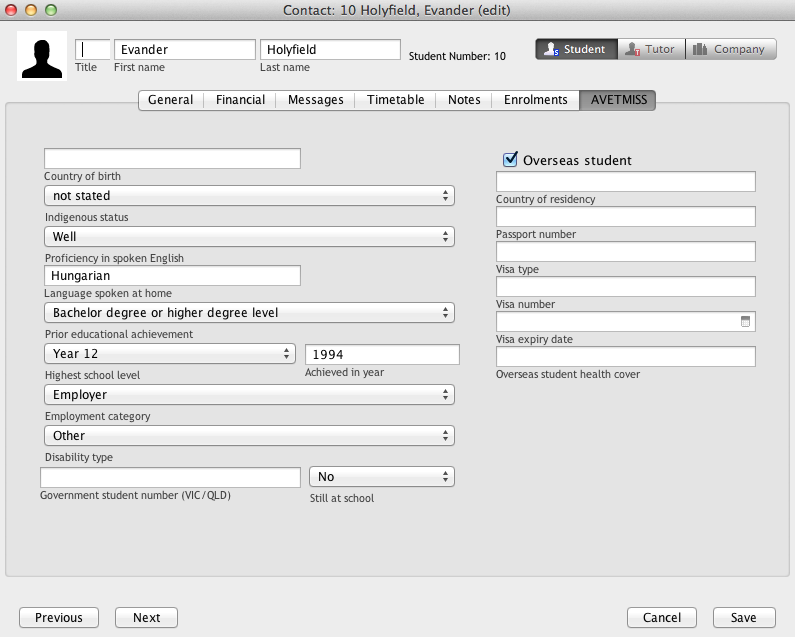 Contact: 10 Holyfield, Evander (edit)
Evander Holyfield Student Number: 10 Student Tutor Company
Title First name Last name
General Financial Messages Timetable Notes Enrolments AVETMISS
Country of birth
not stated
Indigenous status
Well
Proficiency in spoken English
Hungarian
Language spoken at home
Bachelor degree or higher degree level
Prior educational achievement
Year 12 1994
Highest school level Achieved in year
Employer
Employment category
Other
Disability type
No
Government student number (VIC/QLD) Still at school
Overseas student
Country of residency
Passport number
Visa type
Visa number
Visa expiry date
Overseas student health cover
Previous Next Cancel Save